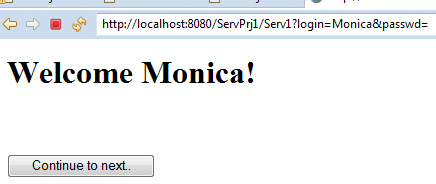 http://localhost:8080/ServPrj1/Serv1?login=Monica&passwd=
Welcome Monica!
Continue to next..